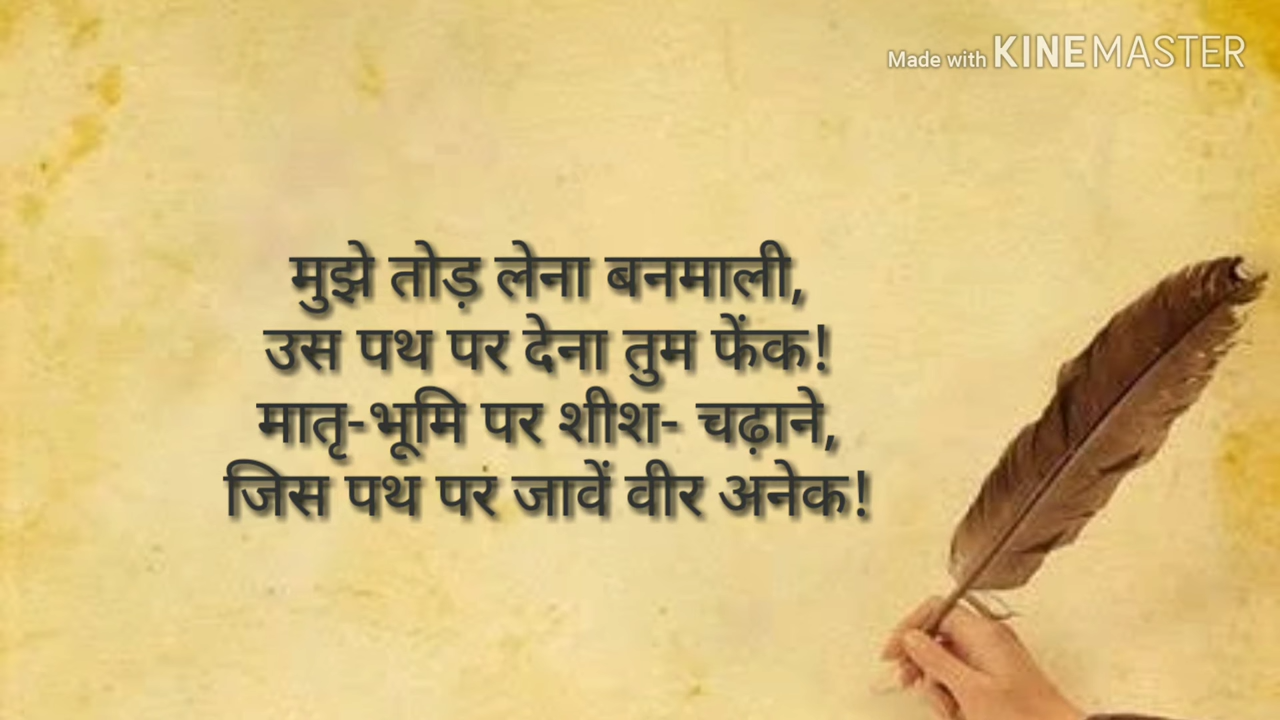 Made with KINEMASTER
मुझे तोड़ लेना बनमाली,
उस पथ पर देना तुम फेंक!
मातृ-भूमि पर शीश- चढ़ाने,
जिस पथ पर जावें वीर अनेक!